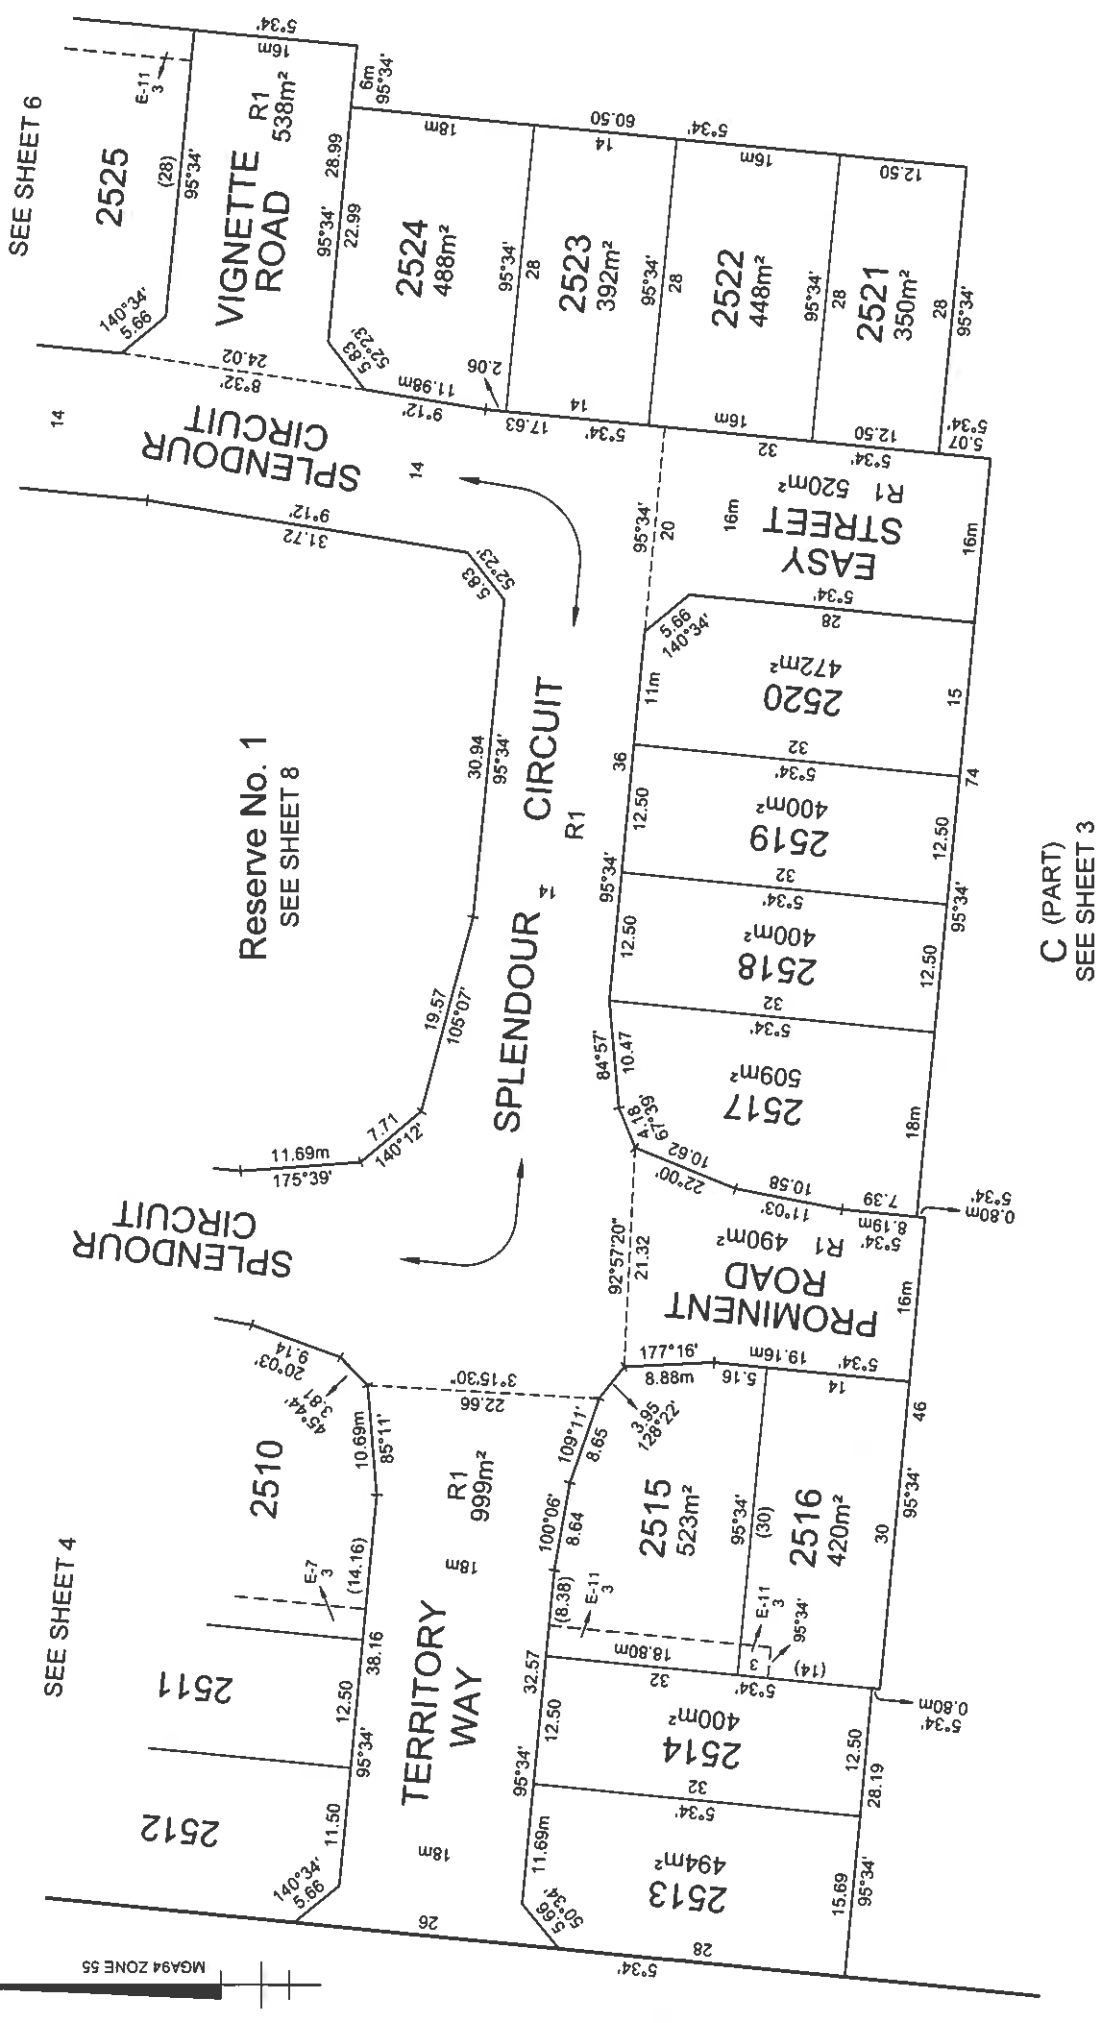 SEE SHEET 6
2525
(28)
95°34'
E-11
3
5°34'
16m
R1
538m²
VIGNETTE
ROAD
140°34'
5.66
6m
95°34'
28.99
95°34'
22.99
24.02
8°32'
5.83
52°23'
2524
488m²
18m
60.50
5°34'
11.98m
9°12'
2.06
95°34'
28
14
2523
392m²
14
17.63
5°34'
95°34'
28
16m
2522
448m²
16m
32
95°34'
28
12.50
2521
350m²
12.50
5°34'
28
95°34'
5°34'
5.07
14
SPLENDOUR
CIRCUIT
14
9°12'
31.72
52°23'
5.83
95°34'
20
16m
EASY
STREET
R1
520m²
16m
5°34'
28
5.66
140°34'
2520
472m²
11m
15
32
5°34'
36
74
2519
400m²
12.50
12.50
32
5°34'
95°34'
95°34'
2518
400m²
12.50
12.50
32
5°34'
2517
509m²
84°57'
10.47
4.18
67°39'
10.62
22°00'
10.58
11°03'
7.39
8.19m
5°34'
18m
5°34'
0.80m
Reserve No. 1
SEE SHEET 8
30.94
95°34'
19.57
105°07'
7.71
140°12'
11.69m
175°39'
SPLENDOUR
CIRCUIT
14
R1
C (PART)
SEE SHEET 3
SPLENDOUR
CIRCUIT
92°57'20"
21.32
PROMINENT
ROAD
R1
490m²
16m
177°16'
8.88m
5.16
19.16m
5°34'
14
46
3.95
128°22'
9.14
20°03'
3.81
45°44'
3°15'30"
22.66
10.69m
85°11'
109°11'
8.65
100°06'
8.64
2510
R1
999m²
(14.16)
E-7
3
18m
2515
523m²
95°34'
(30)
2516
420m²
30
95°34'
(8.38)
E-11
3
E-11
3
95°34'
3
(14)
18.80m
32
5°34'
0.80m
5°34'
SEE SHEET 4
2511
12.50
38.16
95°34'
TERRITORY
WAY
32.57
12.50
95°34'
2514
400m²
12.50
28.19
32
5°34'
2512
11.50
140°34'
5.66
18m
26
11.69m
5.66
50°34'
2513
494m²
15.69
95°34'
28
5°34'
MGA94 ZONE 55